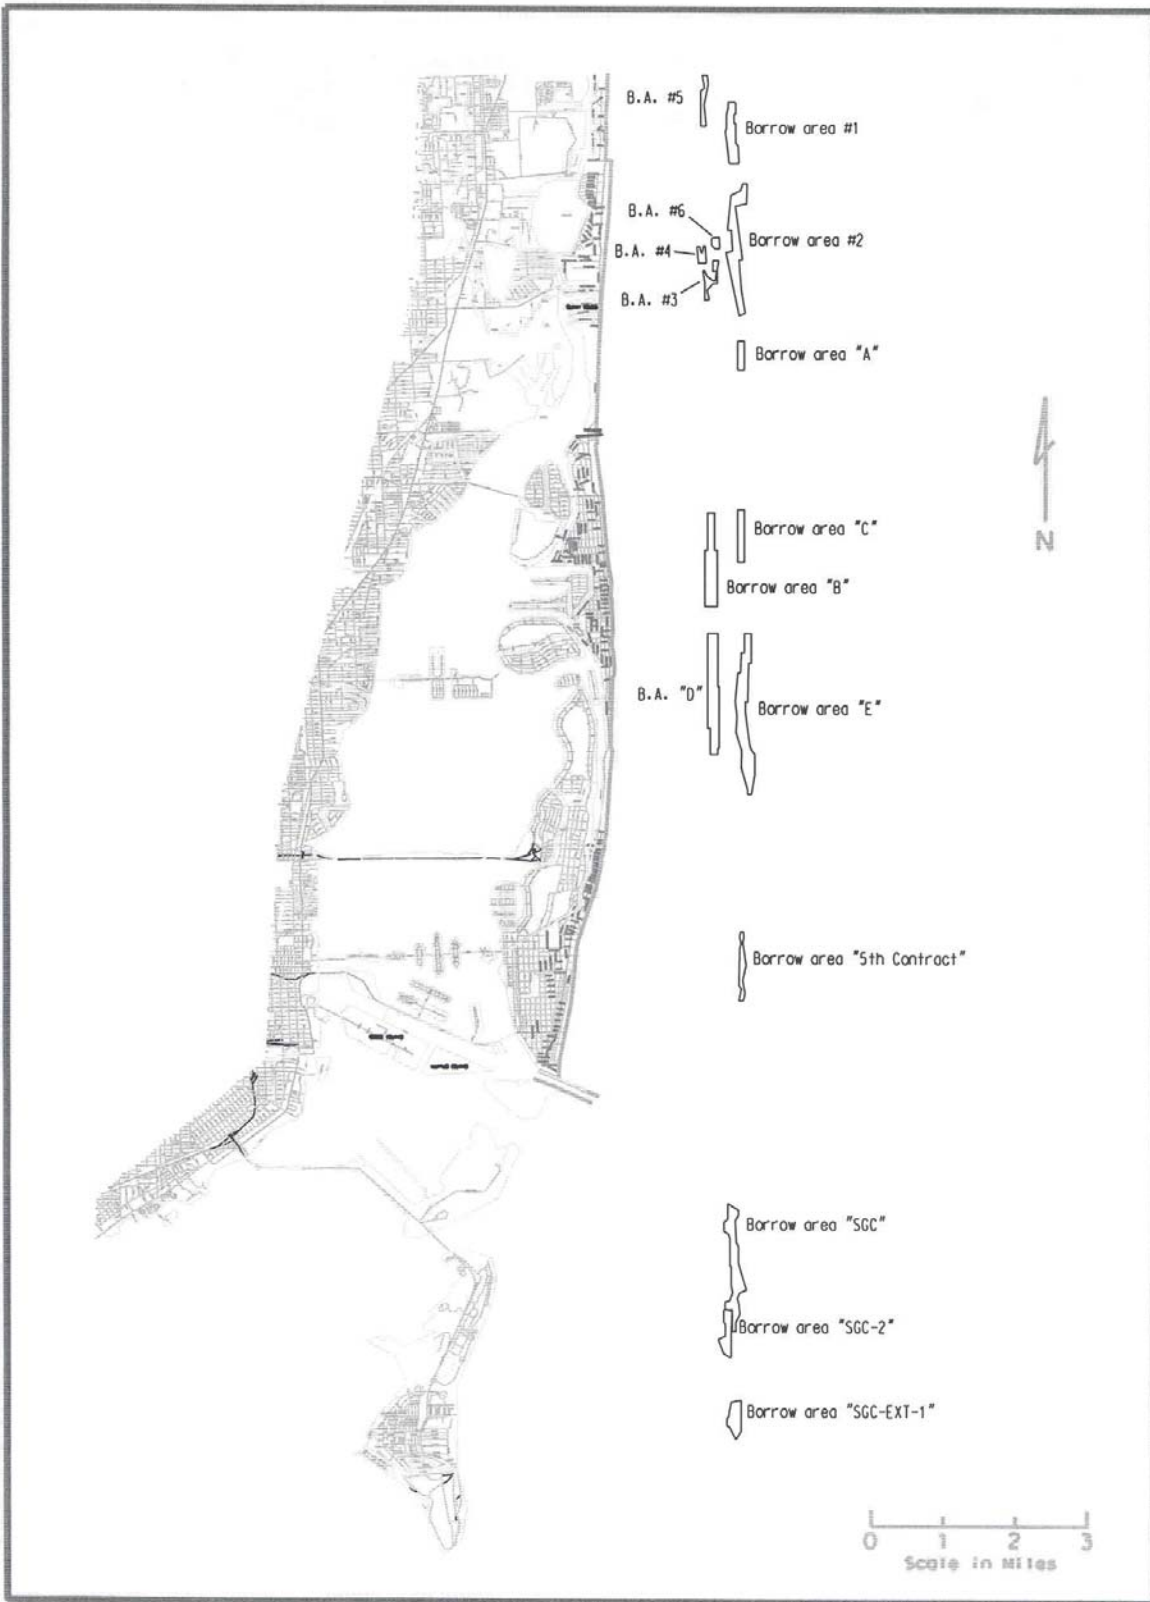 B.A. #5
Borrow area #1
B.A. #6
Borrow area #2
B.A. #4
B.A. #3
Borrow area "A"
N
Borrow area "C"
Borrow area "B"
B.A. "D"
Borrow area "E"
Borrow area "5th Contract"
Borrow area "SGC"
Borrow area "SGC-2"
Borrow area "SGC-EXT-1"
0 1 2 3
Scale in Miles